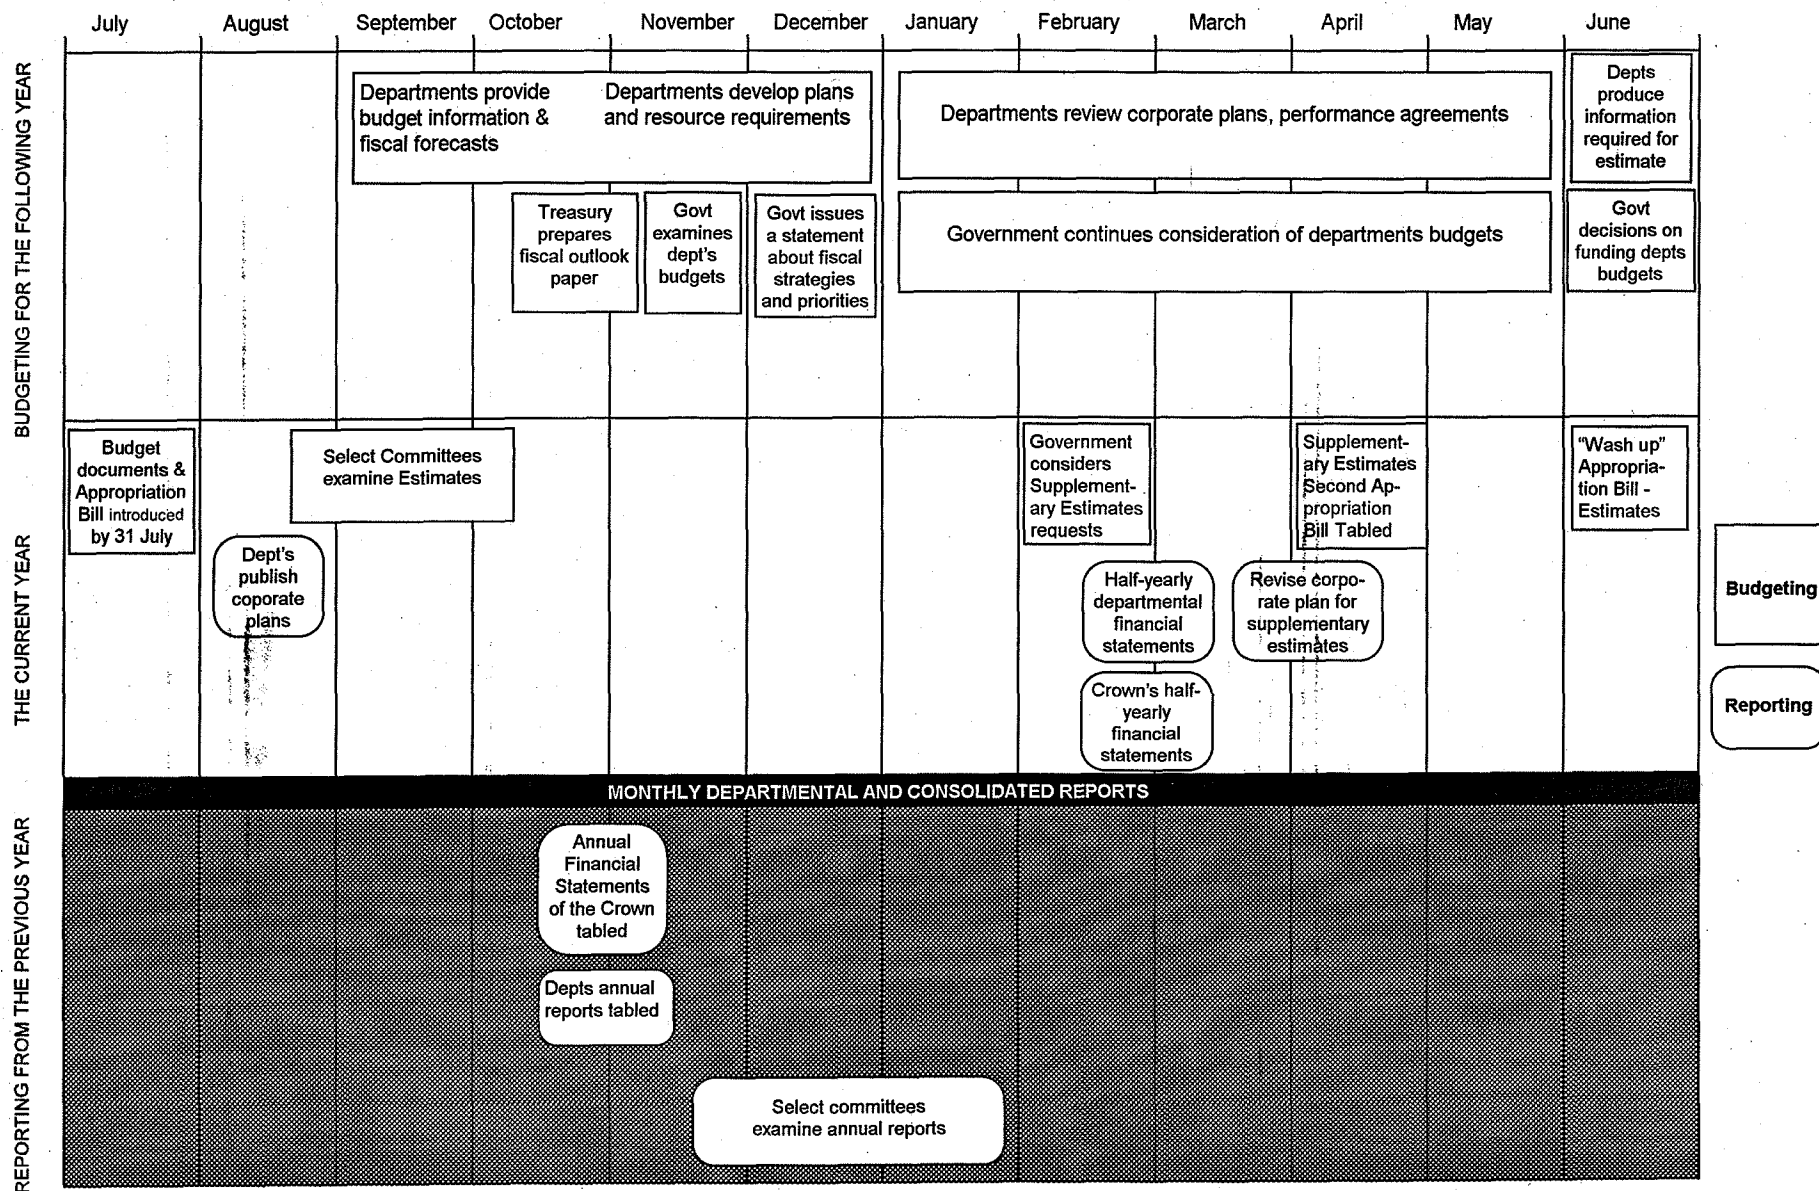 July August September October November December January February March April May June
BUDGETING FOR THE FOLLOWING YEAR
Departments provide
budget information &
fiscal forecasts
Departments develop plans
and resource requirements
Departments review corporate plans, performance agreements
Depts
produce
information
required for
estimate
Treasury
prepares
fiscal outlook
paper
Govt
examines
dept's
budgets
Govt issues
a statement
about fiscal
strategies
and priorities
Government continues consideration of departments budgets
Govt
decisions on
funding depts
budgets
THE CURRENT YEAR
Budget
documents &
Appropriation
Bill introduced
by 31 July
Select Committees
examine Estimates
Government
considers
Supplement-
ary Estimates
requests
Supplement-
ary Estimates
Second Ap-
propriation
Bill Tabled
"Wash up"
Appropria-
tion Bill -
Estimates
Dept's
publish
coporate
plans
Half-yearly
departmental
financial
statements
Revise corpo-
rate plan for
supplementary
estimates
Crown's half-
yearly
financial
statements
Budgeting
Reporting
MONTHLY DEPARTMENTAL AND CONSOLIDATED REPORTS
REPORTING FROM THE PREVIOUS YEAR
Annual
Financial
Statements
of the Crown
tabled
Depts annual
reports tabled
Select committees
examine annual reports